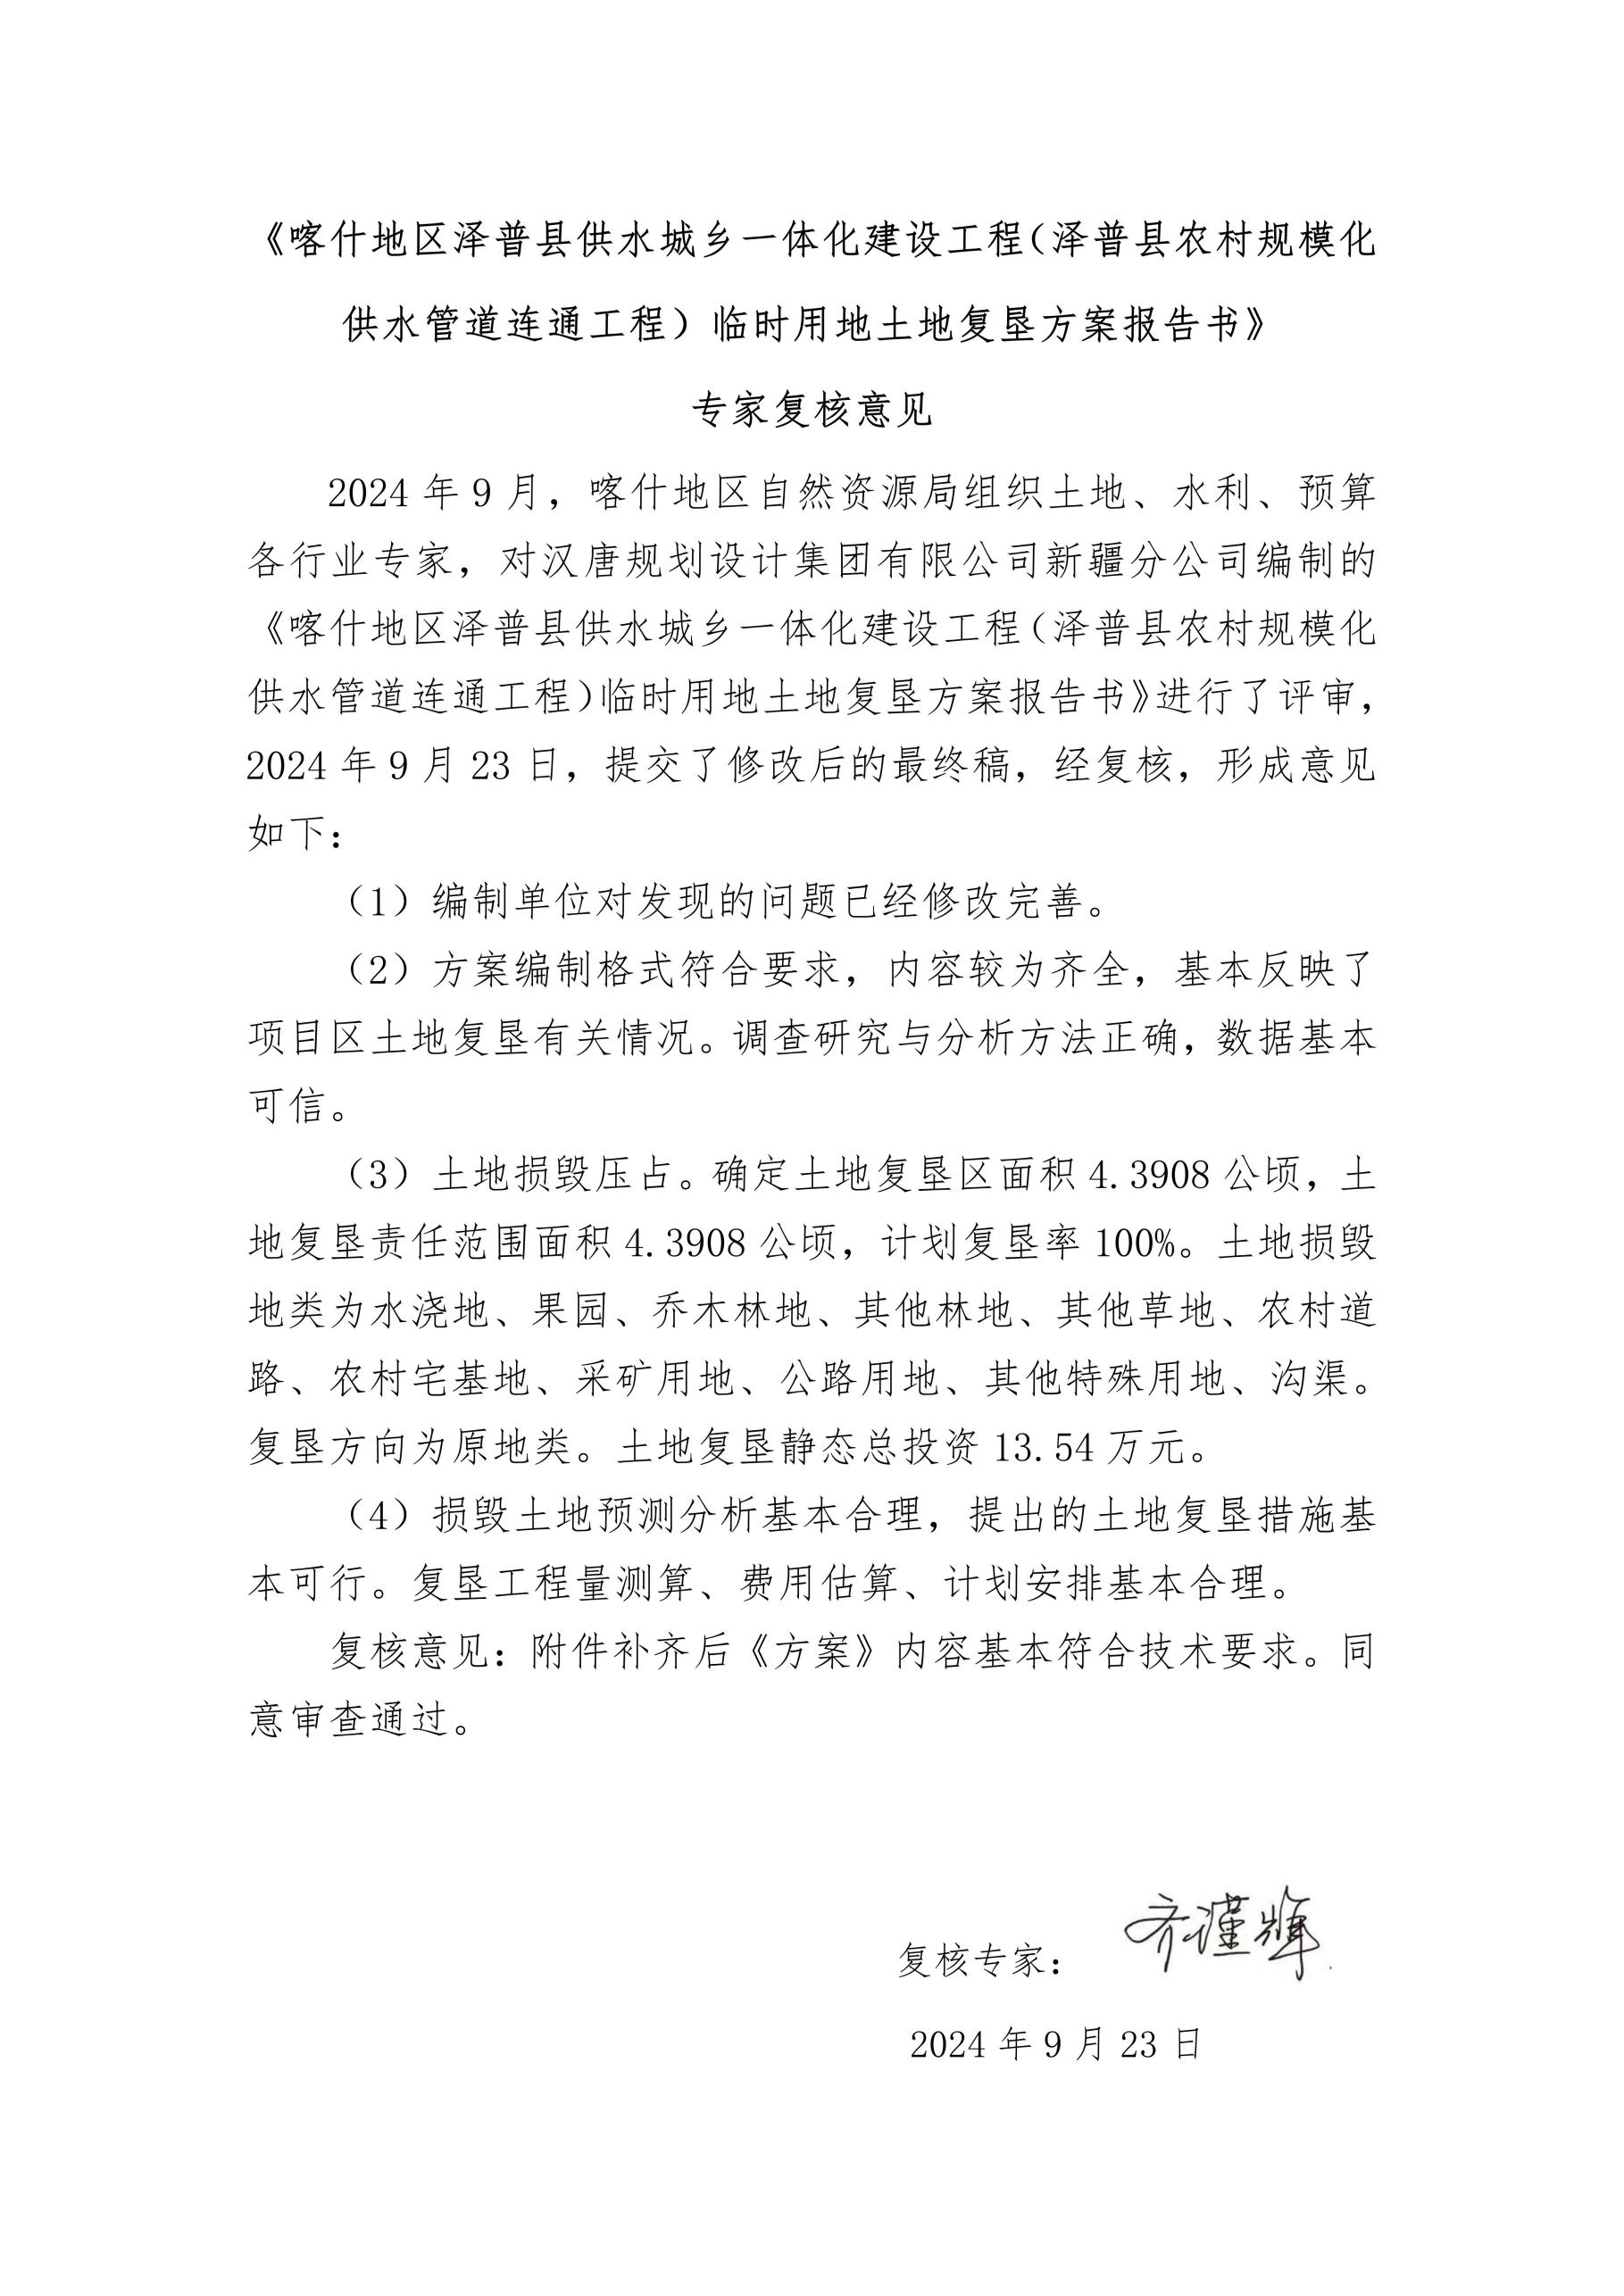 《喀什地区泽普县供水城乡一体化建设工程（泽普县农村规模化
供水管道连通工程）临时用地土地复垦方案报告书》
专家复核意见
2024 年 9 月，喀什地区自然资源局组织土地、水利、预算
各行业专家，对汉唐规划设计集团有限公司新疆分公司编制的
《喀什地区泽普县供水城乡一体化建设工程（泽普县农村规模化
供水管道连通工程）临时用地土地复垦方案报告书》进行了评审，
2024 年 9 月 23 日，提交了修改后的最终稿，经复核，形成意见
如下：
（1）编制单位对发现的问题已经修改完善。
（2）方案编制格式符合要求，内容较为齐全，基本反映了
项目区土地复垦有关情况。调查研究与分析方法正确，数据基本
可信。
（3）土地损毁压占。确定土地复垦区面积 4.3908 公顷，土
地复垦责任范围面积 4.3908 公顷，计划复垦率 100%。土地损毁
地类为水浇地、果园、乔木林地、其他林地、其他草地、农村道
路、农村宅基地、采矿用地、公路用地、其他特殊用地、沟渠。
复垦方向为原地类。土地复垦静态总投资 13.54 万元。
（4）损毁土地预测分析基本合理，提出的土地复垦措施基
本可行。复垦工程量测算、费用估算、计划安排基本合理。
复核意见：附件补齐后《方案》内容基本符合技术要求。同
意审查通过。
复核专家： 齐瑾辉
2024 年 9 月 23 日